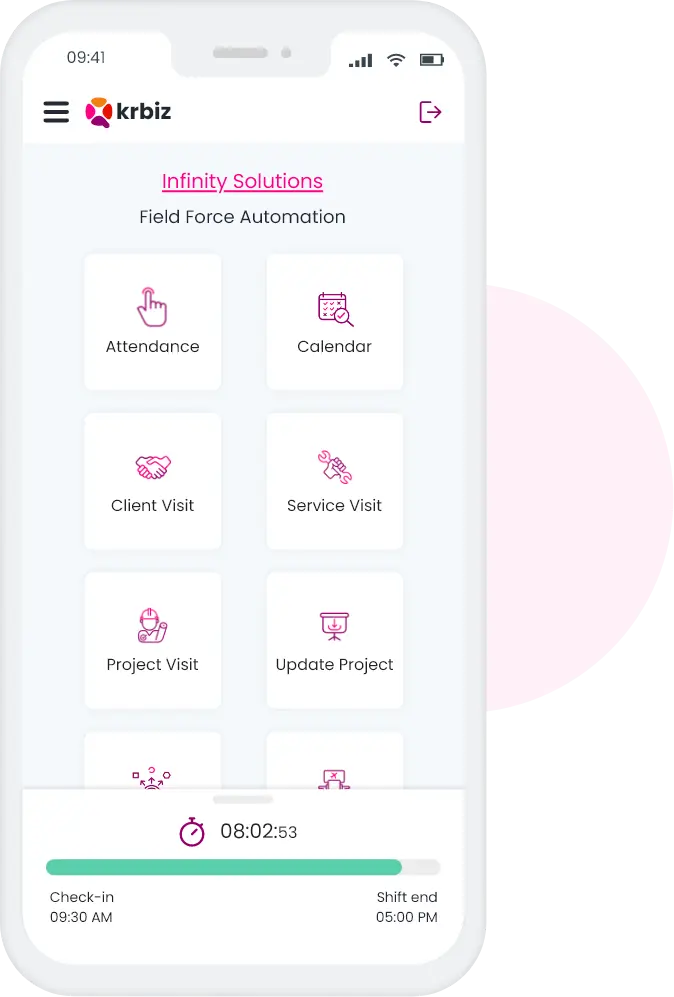 09:41
krbiz
Infinity Solutions
Field Force Automation
Attendance
Calendar
Client Visit
Service Visit
Project Visit
Update Project
08:02:53
Check-in
09:30 AM
Shift end
05:00 PM